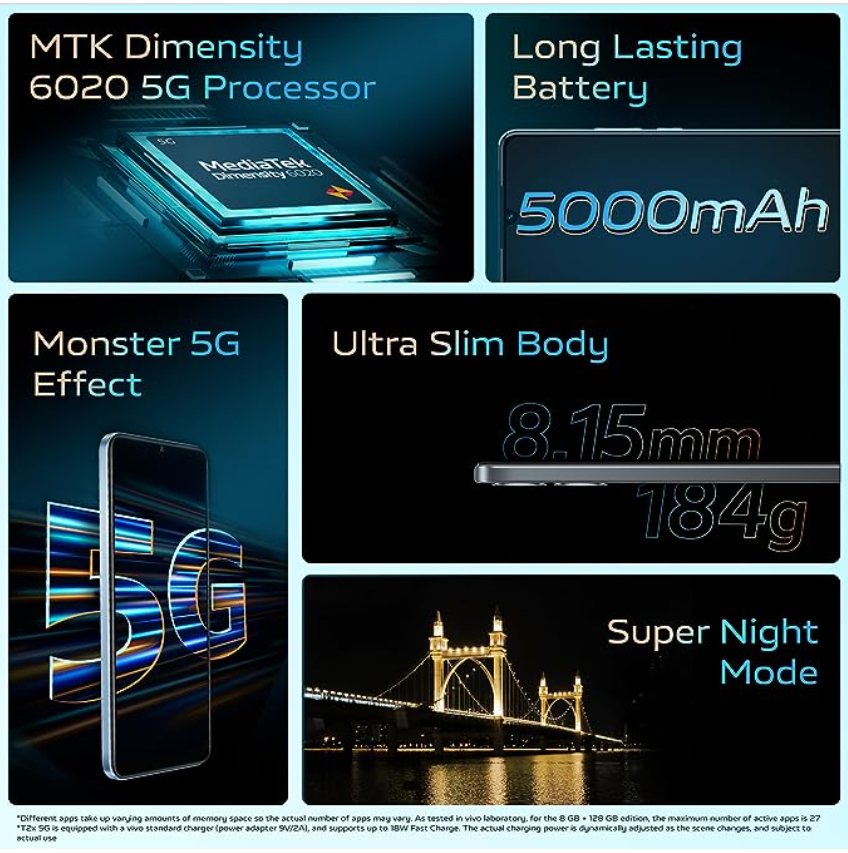 MTK Dimensity
6020 5G Processor
5G
MediaTek
Dimensity 6020
Long Lasting
Battery
5000mAh
Monster 5G
Effect
5G
Ultra Slim Body
8.15mm
184g
Super Night
Mode
*Different apps take up varying amounts of memory space so the actual number of apps may vary. As tested in vivo laboratory, for the 8 GB + 128 GB edition, the maximum number of active apps is 27
*T2x 5G is equipped with a vivo standard charger (power adapter 9V/2A), and supports up to 18W Fast Charge. The actual charging power is dynamically adjusted as the scene changes, and subject to
actual use